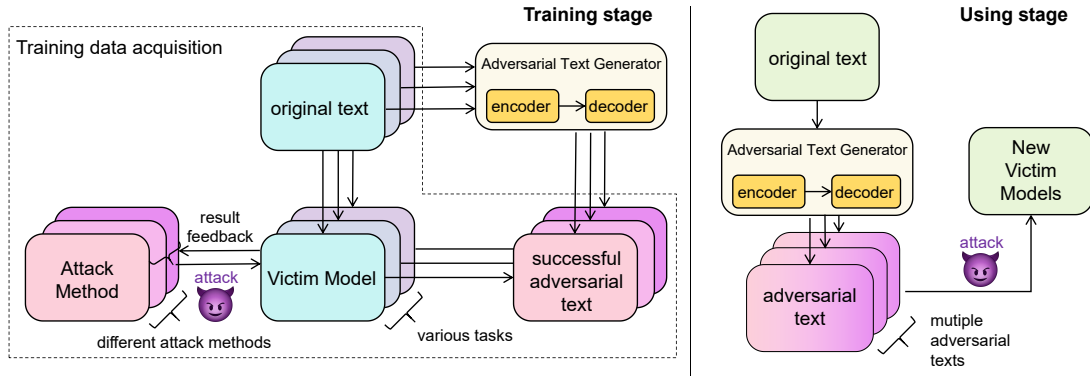 Training stage
Training data acquisition
original text
Adversarial Text Generator
encoder
decoder
result
feedback
Attack
Method
attack
Victim Model
successful
adversarial
text
different attack methods
various tasks
Using stage
original text
Adversarial Text Generator
encoder
decoder
New
Victim
Models
attack
adversarial
text
mutiple
adversarial
texts